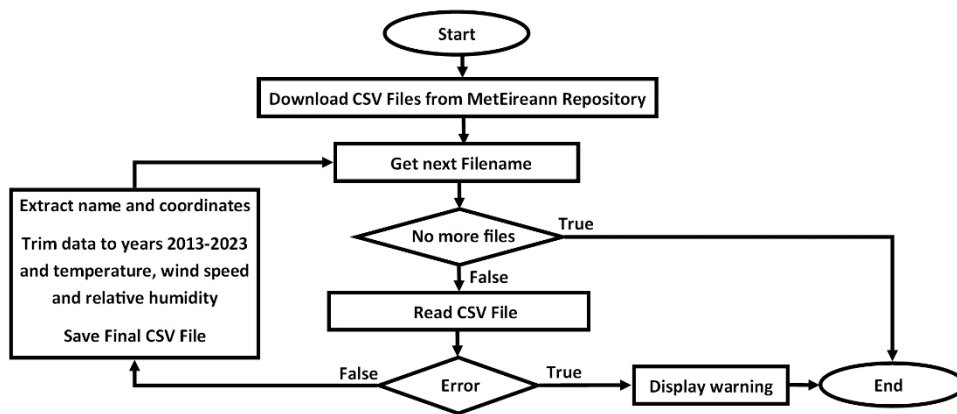 Start
Download CSV Files from MetEireann Repository
Get next Filename
Extract name and coordinates
Trim data to years 2013-2023
and temperature, wind speed
and relative humidity
Save Final CSV File
No more files
True
False
Read CSV File
Error
False
True
Display warning
End